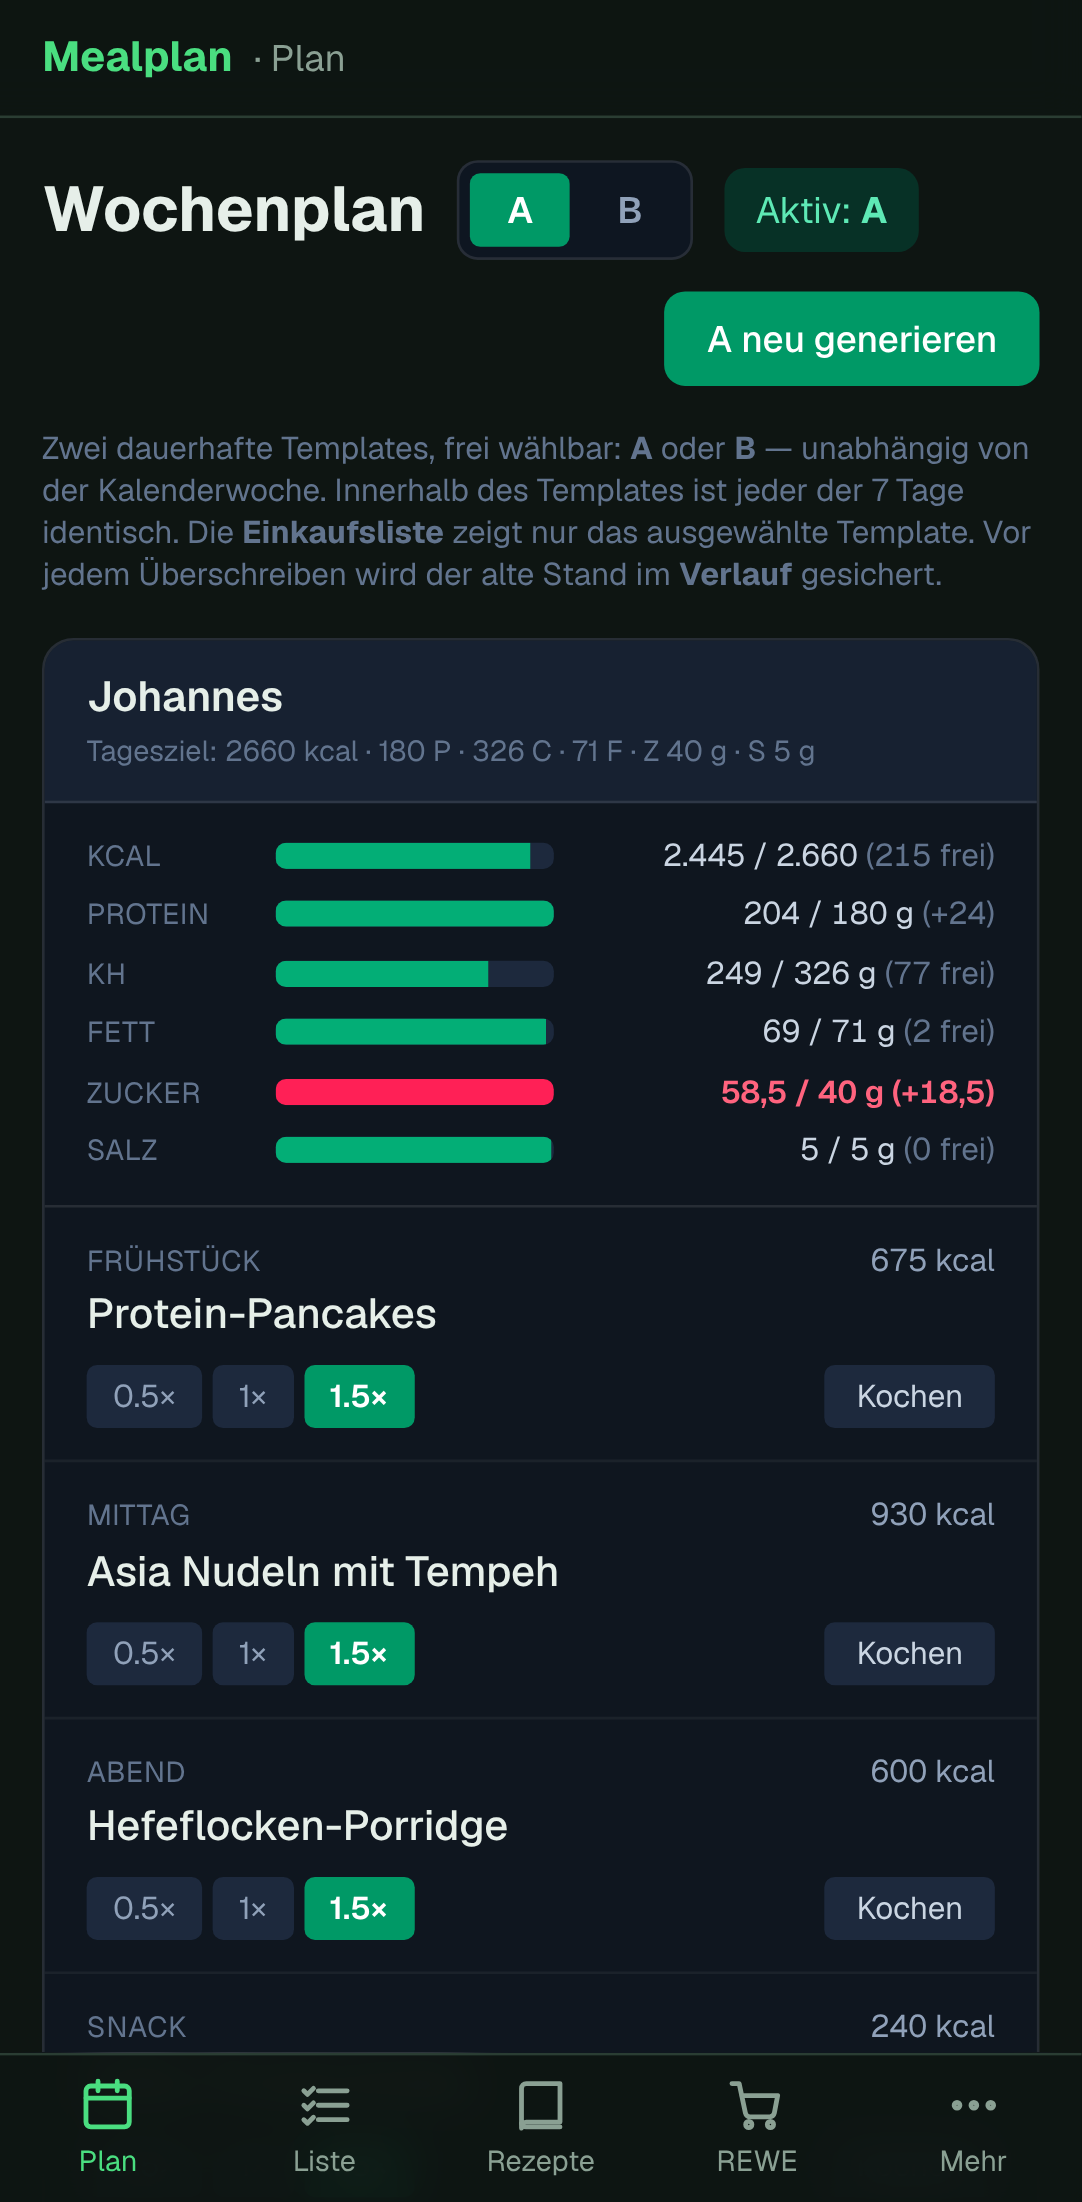 Mealplan · Plan
Wochenplan A B Aktiv: A
A neu generieren
Zwei dauerhafte Templates, frei wählbar: A oder B — unabhängig von
der Kalenderwoche. Innerhalb des Templates ist jeder der 7 Tage
identisch. Die Einkaufsliste zeigt nur das ausgewählte Template. Vor
jedem Überschreiben wird der alte Stand im Verlauf gesichert.
Johannes
Tagesziel: 2660 kcal · 180 P · 326 C · 71 F · Z 40 g · S 5 g
KCAL 2.445 / 2.660 (215 frei)
PROTEIN 204 / 180 g (+24)
KH 249 / 326 g (77 frei)
FETT 69 / 71 g (2 frei)
ZUCKER 58,5 / 40 g (+18,5)
SALZ 5 / 5 g (0 frei)
FRÜHSTÜCK 675 kcal
Protein-Pancakes
0.5× 1× 1.5× Kochen
MITTAG 930 kcal
Asia Nudeln mit Tempeh
0.5× 1× 1.5× Kochen
ABEND 600 kcal
Hefeflocken-Porridge
0.5× 1× 1.5× Kochen
SNACK 240 kcal
Plan Liste Rezepte REWE Mehr